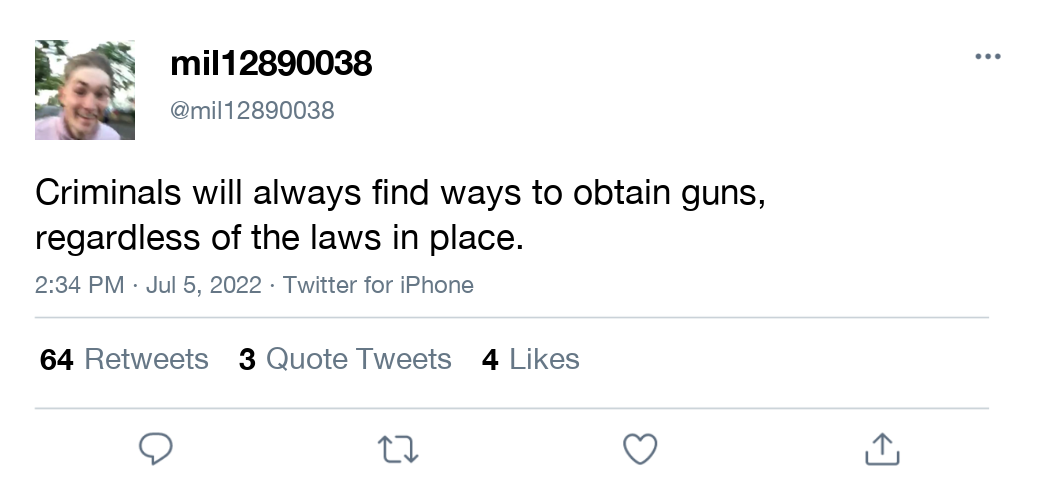 mil12890038
@mil12890038
Criminals will always find ways to obtain guns,
regardless of the laws in place.
2:34 PM · Jul 5, 2022 · Twitter for iPhone
64 Retweets 3 Quote Tweets 4 Likes